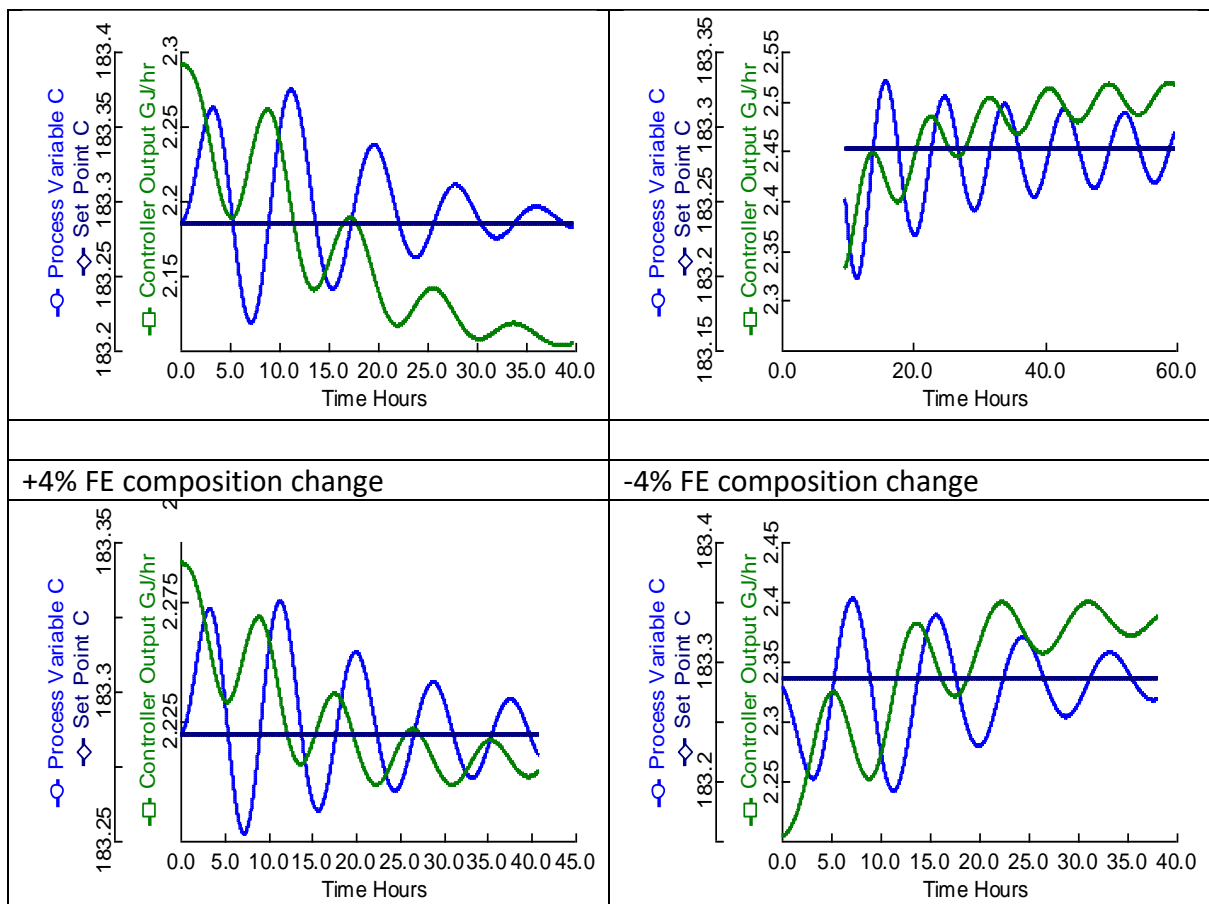 183.4
183.35
183.3
183.25
183.2
Process Variable C
Set Point C
2.3
2.25
2.2
2.15
Controller Output GJ/hr
0.0 5.0 10.0 15.0 20.0 25.0 30.0 35.0 40.0
Time Hours
183.35
183.3
183.25
183.2
183.15
Process Variable C
Set Point C
2.55
2.5
2.45
2.4
2.35
2.3
Controller Output GJ/hr
0.0 20.0 40.0 60.0
Time Hours
+4% FE composition change
-4% FE composition change
183.35
183.3
183.25
Process Variable C
Set Point C
2.275
2.225
Controller Output GJ/hr
0.0 5.0 10.0 15.0 20.0 25.0 30.0 35.0 40.0 45.0
Time Hours
183.4
183.3
183.2
Process Variable C
Set Point C
2.45
2.4
2.35
2.3
2.25
Controller Output GJ/hr
0.0 5.0 10.0 15.0 20.0 25.0 30.0 35.0 40.0
Time Hours